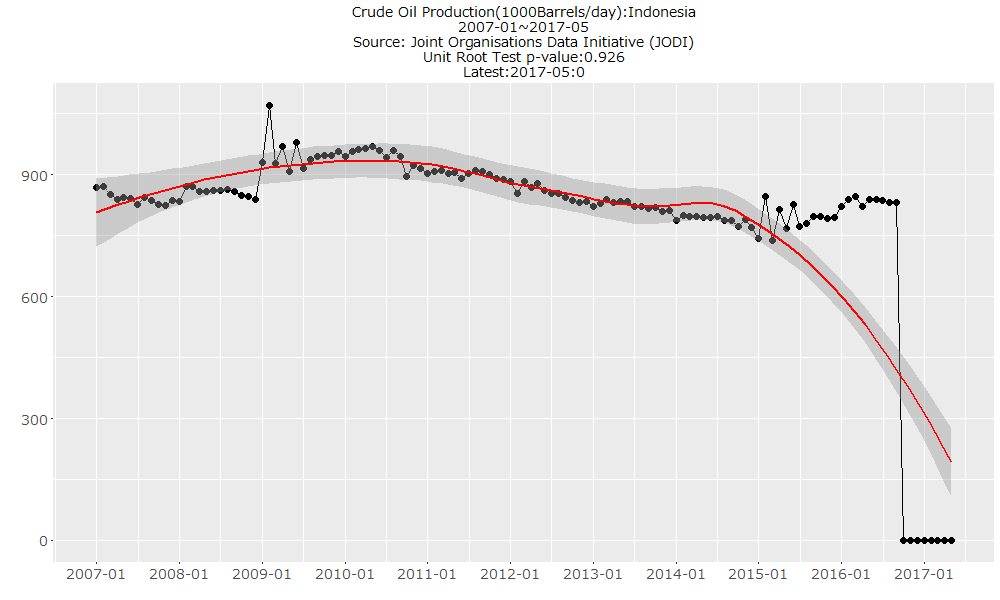 Crude Oil Production(1000Barrels/day):Indonesia
2007-01~2017-05
Source: Joint Organisations Data Initiative (JODI)
Unit Root Test p-value:0.926
Latest:2017-05:0
900
600
300
0
2007-01 2008-01 2009-01 2010-01 2011-01 2012-01 2013-01 2014-01 2015-01 2016-01 2017-01